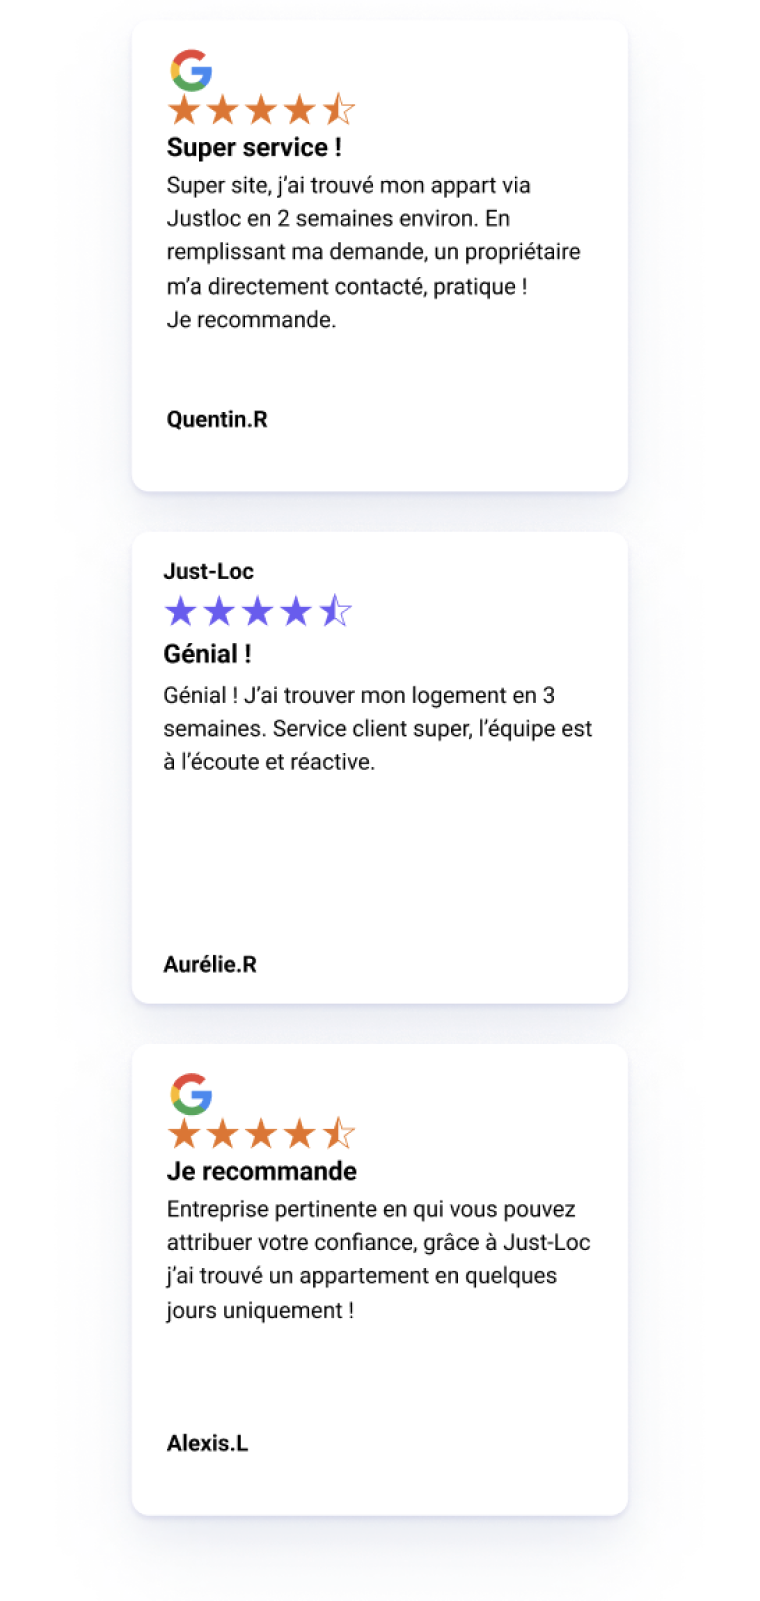 Super service !
Super site, j’ai trouvé mon appart via
Justloc en 2 semaines environ. En
remplissant ma demande, un propriétaire
m’a directement contacté, pratique !
Je recommande.
Quentin.R
Just-Loc
Génial !
Génial ! J’ai trouver mon logement en 3
semaines. Service client super, l’équipe est
à l’écoute et réactive.
Aurélie.R
Je recommande
Entreprise pertinente en qui vous pouvez
attribuer votre confiance, grâce à Just-Loc
j’ai trouvé un appartement en quelques
jours uniquement !
Alexis.L